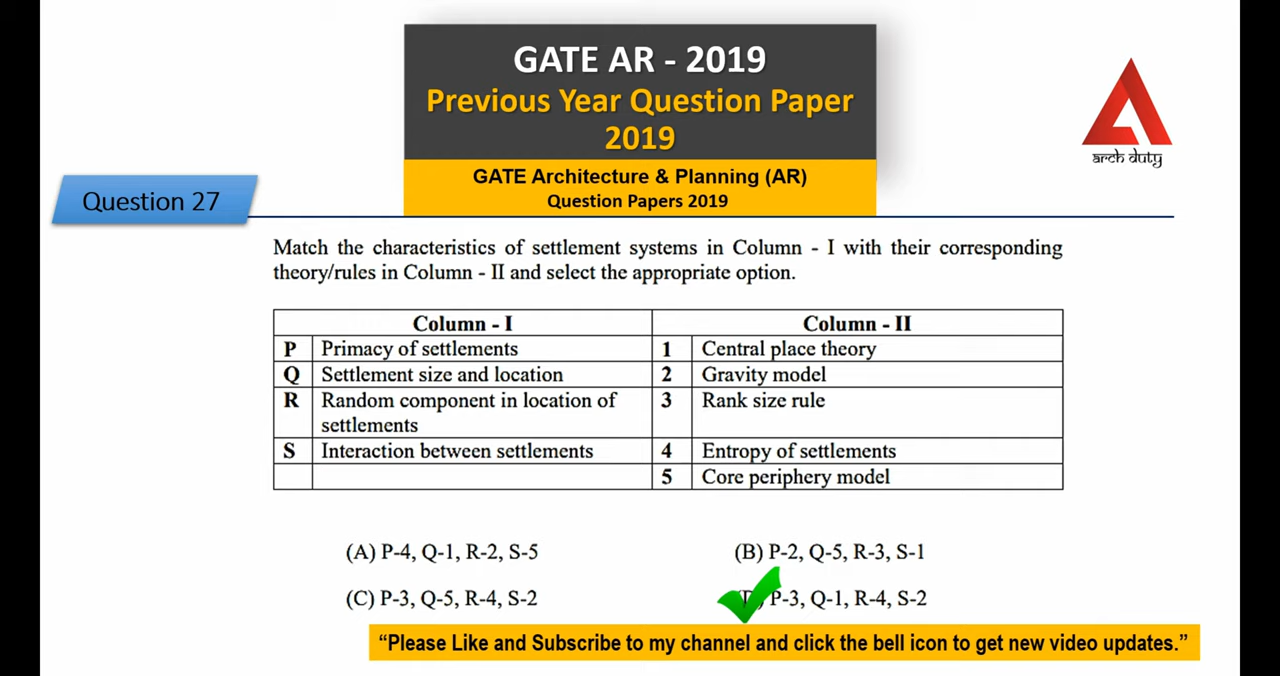 GATE AR - 2019
Previous Year Question Paper
2019
GATE Architecture & Planning (AR)
Question Papers 2019
arch duty
Question 27
Match the characteristics of settlement systems in Column - I with their corresponding
theory/rules in Column - II and select the appropriate option.
Column - I Column - II
P Primacy of settlements 1 Central place theory
Q Settlement size and location 2 Gravity model
R Random component in location of 3 Rank size rule
settlements
S Interaction between settlements 4 Entropy of settlements
5 Core periphery model
(A) P-4, Q-1, R-2, S-5 (B) P-2, Q-5, R-3, S-1
(C) P-3, Q-5, R-4, S-2 (D) P-3, Q-1, R-4, S-2
“Please Like and Subscribe to my channel and click the bell icon to get new video updates.”